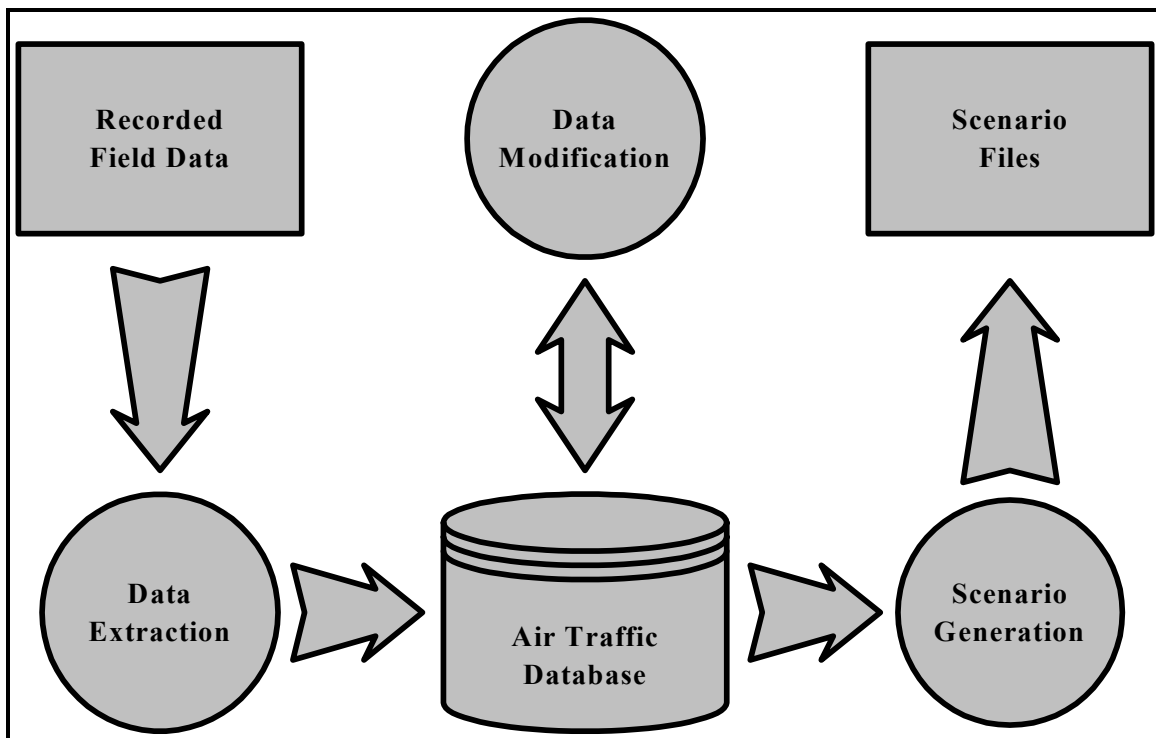 Recorded
Field Data
Data
Modification
Scenario
Files
Data
Extraction
Air Traffic
Database
Scenario
Generation